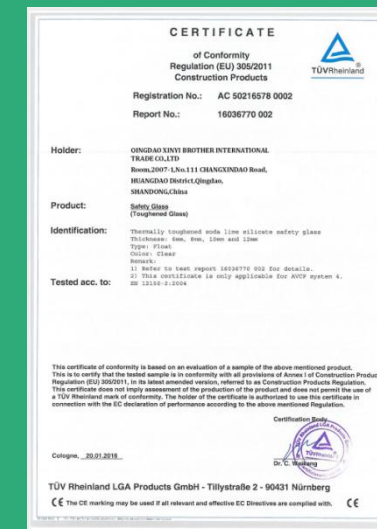 CERTIFICATE
of Conformity
Regulation (EU) 305/2011
Construction Products
TÜVRheinland
Registration No.: AC 50216578 0002
Report No.: 16036770 002
Holder: QINGDAO XINYI BROTHER INTERNATIONAL
TRADE CO.,LTD
Room,2007-1,No.111 CHANGXINDAO Road,
HUANGDAO District,Qingdao,
SHANDONG,China
Product: Safety Glass
(Toughened Glass)
Identification: Thermally toughened soda lime silicate safety glass
Thickness: 6mm, 8mm, 10mm and 12mm
Type: Float
Color: Clear
Remark:
1) Refer to test report 16036770 002 for details.
2) This certificate is only applicable for AVCP system 4.
Tested acc. to: EN 12150-2:2004
This certificate of conformity is based on an evaluation of a sample of the above mentioned product.
This is to certify that the tested sample is in conformity with all provisions of Annex I of Construction Produc
Regulation (EU) 305/2011, in its latest amended version, referred to as Construction Products Regulation.
This certificate does not imply assessment of the production of the product and does not permit the use of
a TÜV Rheinland mark of conformity. The holder of the certificate is authorized to use this certificate in
connection with the EC declaration of performance according to the above mentioned Regulation.
Certification Body
Cologne, 20.01.2016
Dr. C.
TÜV Rheinland LGA Products GmbH - Tillystraße 2 - 90431 Nürnberg
CE The CE marking may be used if all relevant and effective EC Directives are complied with. CE